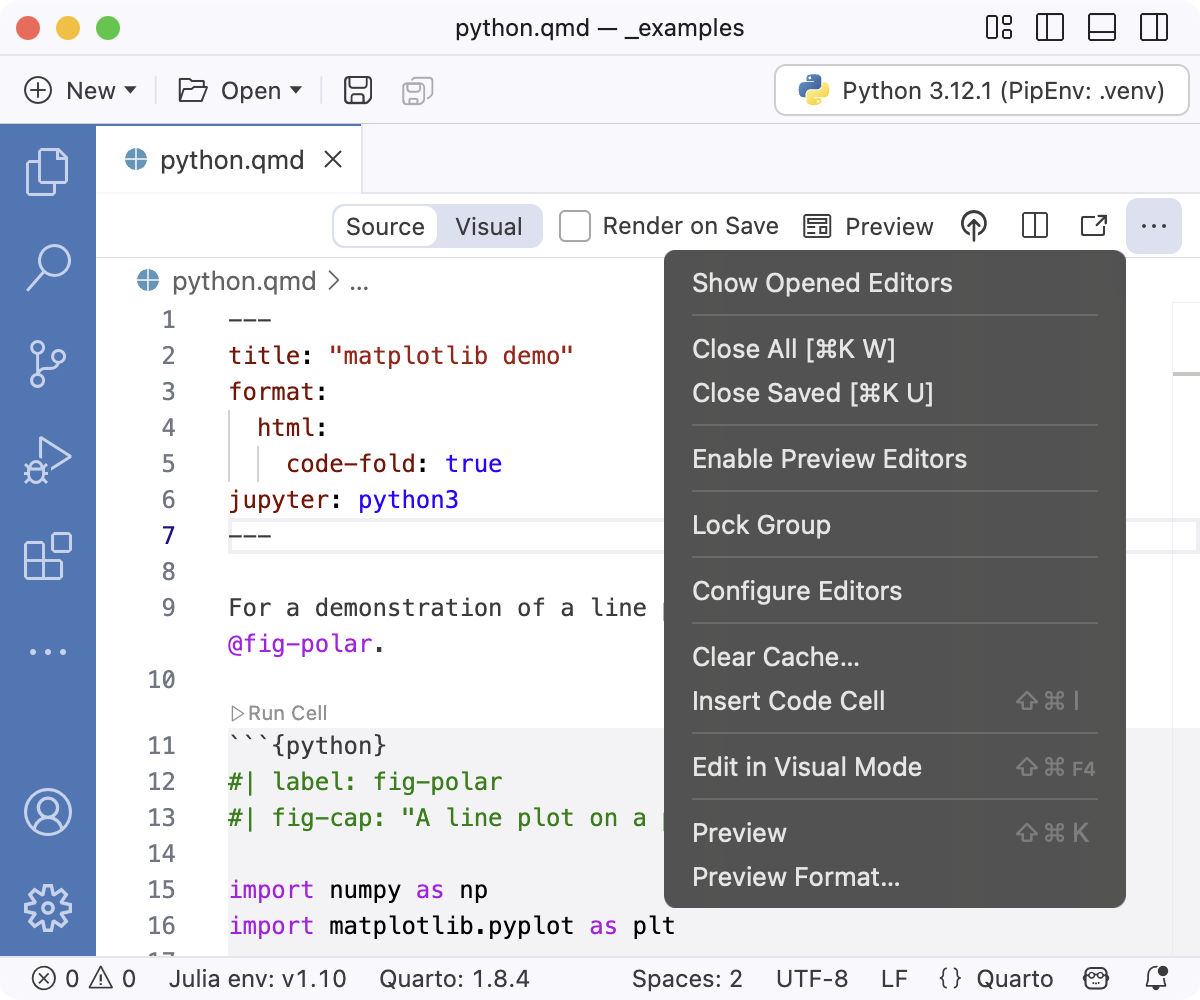 python.qmd — _examples
New Open Python 3.12.1 (PipEnv: .venv)
python.qmd
Source Visual Render on Save Preview
python.qmd > ...
1 ---
2 title: "matplotlib demo"
3 format:
4 html:
5 code-fold: true
6 jupyter: python3
7 ---
8
9 For a demonstration of a line
@fig-polar.
10
Run Cell
11 ```{python}
12 #| label: fig-polar
13 #| fig-cap: "A line plot on a
14
15 import numpy as np
16 import matplotlib.pyplot as plt
17
Show Opened Editors
Close All [⌘K W]
Close Saved [⌘K U]
Enable Preview Editors
Lock Group
Configure Editors
Clear Cache...
Insert Code Cell ⇧⌘ I
Edit in Visual Mode ⇧⌘ F4
Preview ⇧⌘ K
Preview Format...
0 0 Julia env: v1.10 Quarto: 1.8.4 Spaces: 2 UTF-8 LF {} Quarto